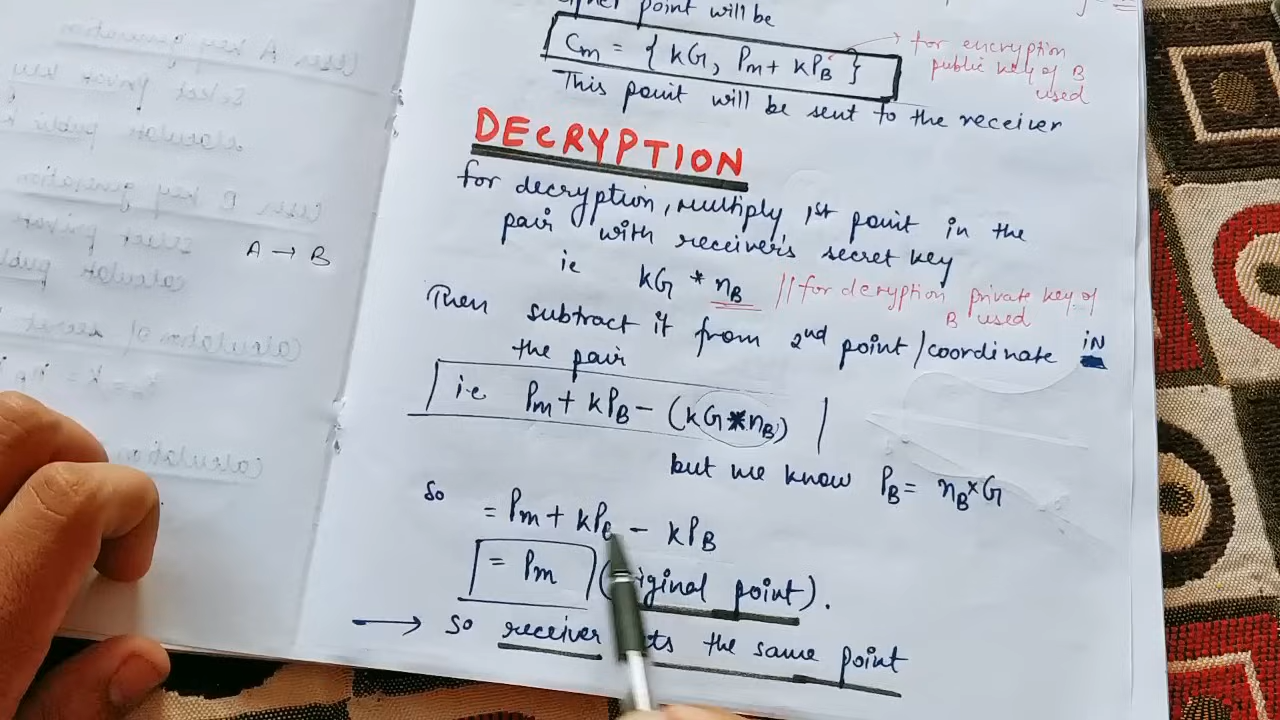 point will be
Cm = { kG, Pm + kPB }
→ for encryption
public key of B
used
This point will be sent to the receiver
DECRYPTION
for decryption, multiply 1st point in the
pair with receiver's secret key
A → B
ie kG * nB // for decryption private key of
B used
Then subtract it from 2nd point / coordinate IN
the pair
i.e Pm + kPB - (kG * nB)
but we know PB = nB × G
So = Pm + kPB - kPB
= Pm (original point).
→ So receiver the same point